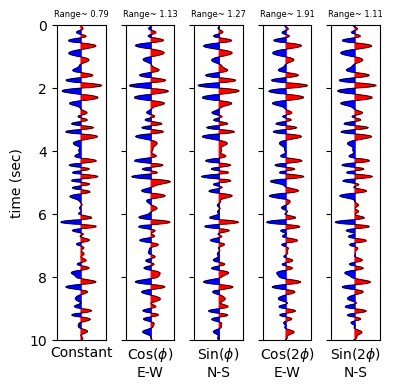 Range~ 0.79 Range~ 1.13 Range~ 1.27 Range~ 1.91 Range~ 1.11
0
2
4
6
8
10
time (sec)
Constant Cos(ϕ) Sin(ϕ) Cos(2ϕ) Sin(2ϕ)
E-W N-S E-W N-S